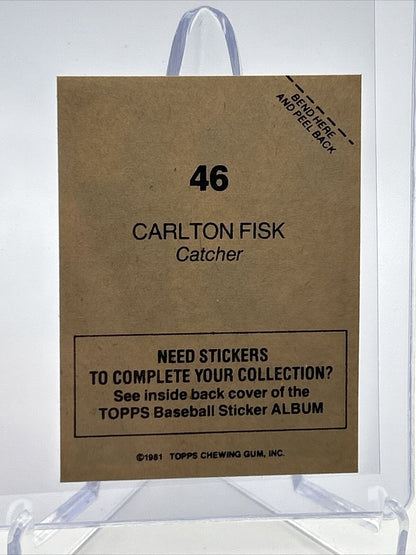 BEND HERE
AND PEEL BACK
46
CARLTON FISK
Catcher
NEED STICKERS
TO COMPLETE YOUR COLLECTION?
See inside back cover of the
TOPPS Baseball Sticker ALBUM
©1981 TOPPS CHEWING GUM, INC.